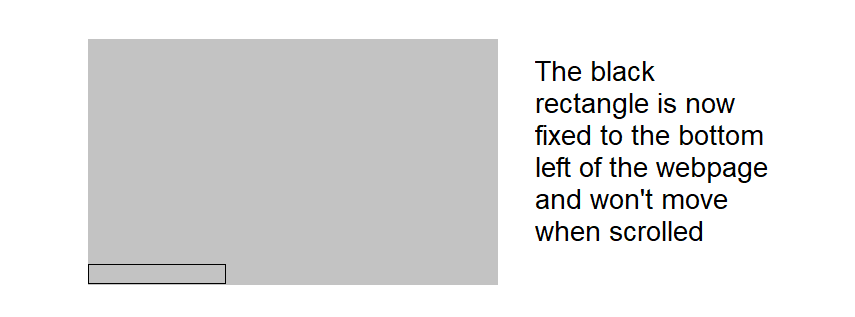 The black
rectangle is now
fixed to the bottom
left of the webpage
and won't move
when scrolled